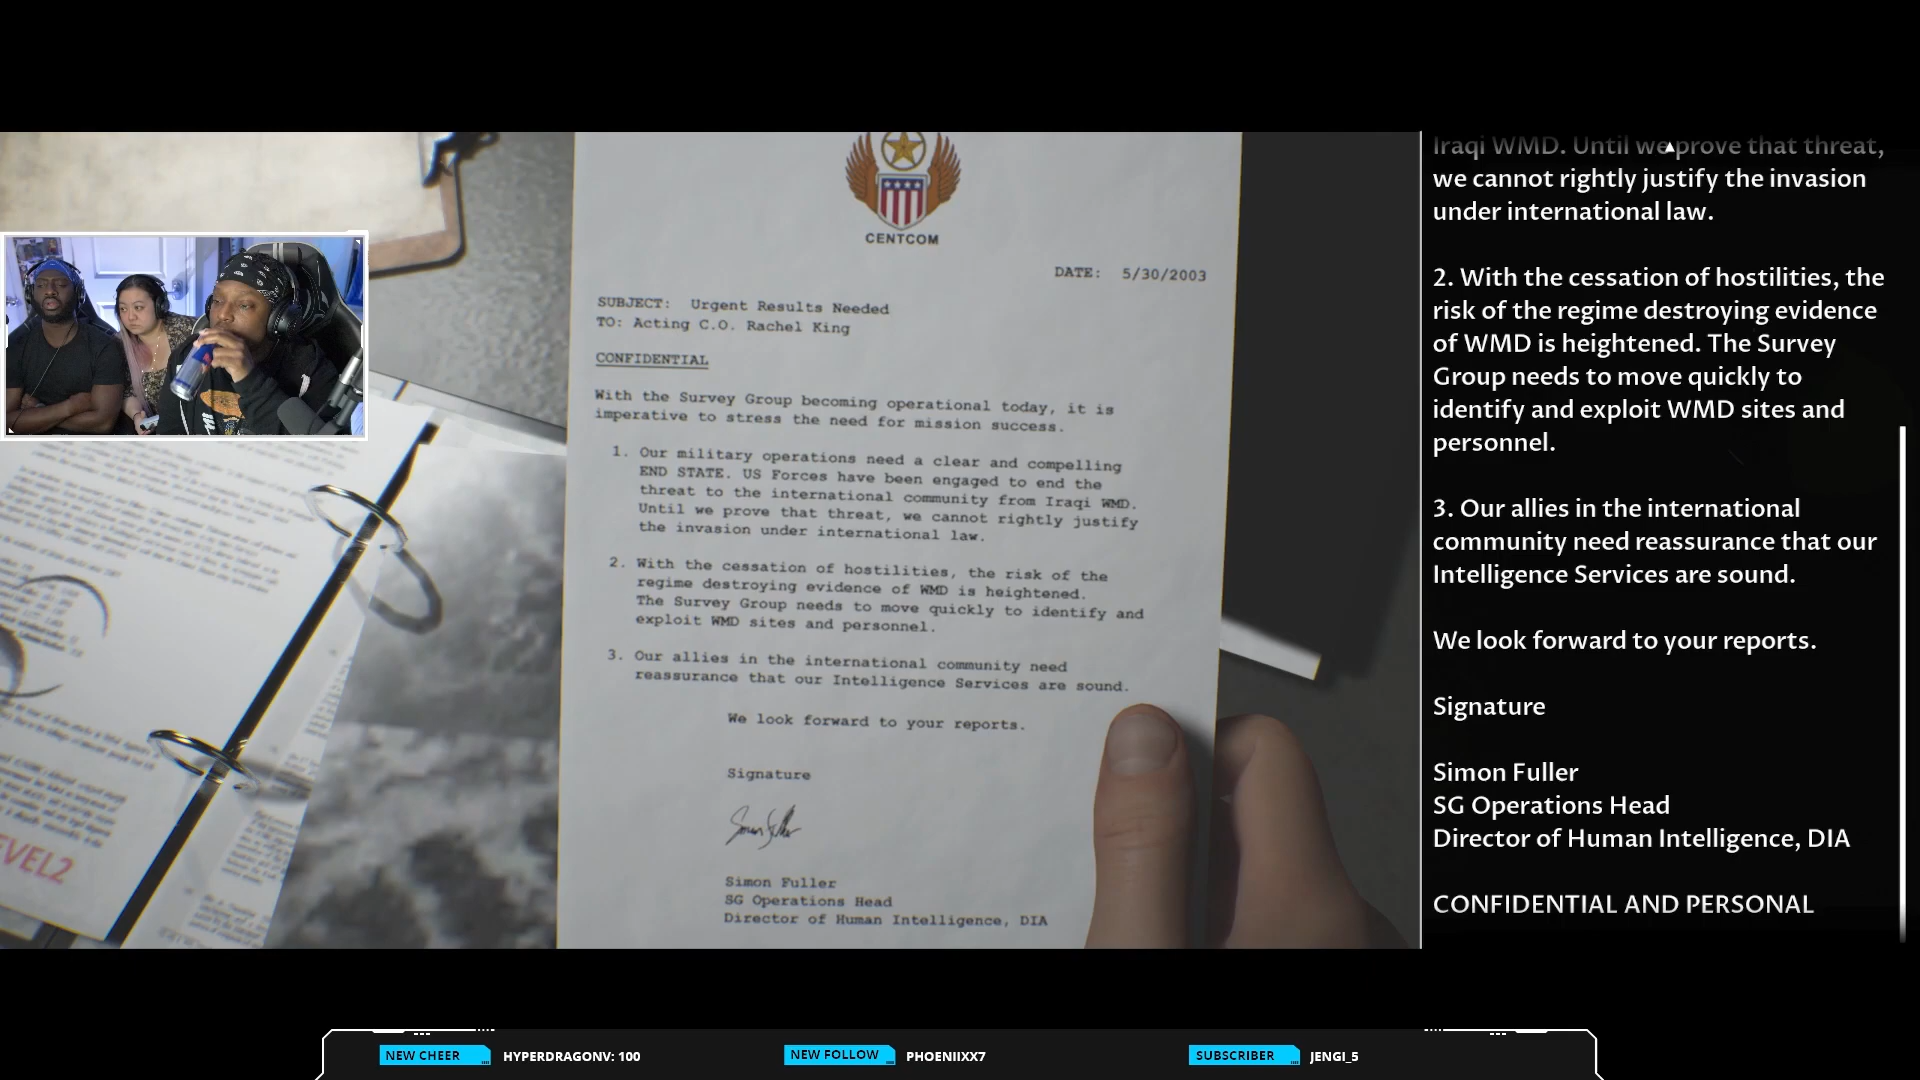 CENTCOM
DATE: 5/30/2003
SUBJECT: Urgent Results Needed
TO: Acting C.O. Rachel King
CONFIDENTIAL
With the Survey Group becoming operational today, it is
imperative to stress the need for mission success.
1. Our military operations need a clear and compelling
END STATE. US Forces have been engaged to end the
threat to the international community from Iraqi WMD.
Until we prove that threat, we cannot rightly justify
the invasion under international law.
2. With the cessation of hostilities, the risk of the
regime destroying evidence of WMD is heightened.
The Survey Group needs to move quickly to identify and
exploit WMD sites and personnel.
3. Our allies in the international community need
reassurance that our Intelligence Services are sound.
We look forward to your reports.
Signature
Simon Fuller
Simon Fuller
SG Operations Head
Director of Human Intelligence, DIA
Iraqi WMD. Until we prove that threat,
we cannot rightly justify the invasion
under international law.
2. With the cessation of hostilities, the
risk of the regime destroying evidence
of WMD is heightened. The Survey
Group needs to move quickly to
identify and exploit WMD sites and
personnel.
3. Our allies in the international
community need reassurance that our
Intelligence Services are sound.
We look forward to your reports.
Signature
Simon Fuller
SG Operations Head
Director of Human Intelligence, DIA
CONFIDENTIAL AND PERSONAL
EVEL2
NEW CHEER HYPERDRAGONV: 100
NEW FOLLOW PHOENIIXX7
SUBSCRIBER JENGI_5